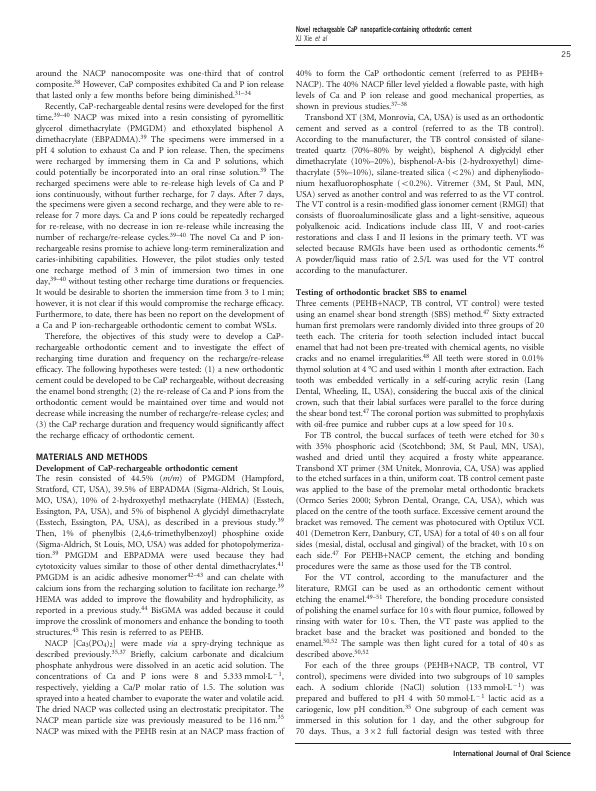 Novel rechargeable CaP nanoparticle-containing orthodontic cement
XJ Xie et al
25
around the NACP nanocomposite was one-third that of control
composite.38 However, CaP composites exhibited Ca and P ion release
that lasted only a few months before being diminished.31–34
Recently, CaP-rechargeable dental resins were developed for the first
time.39–40 NACP was mixed into a resin consisting of pyromellitic
glycerol dimethacrylate (PMGDM) and ethoxylated bisphenol A
dimethacrylate (EBPADMA).39 The specimens were immersed in a
pH 4 solution to exhaust Ca and P ion release. Then, the specimens
were recharged by immersing them in Ca and P solutions, which
could potentially be incorporated into an oral rinse solution.39 The
recharged specimens were able to re-release high levels of Ca and P
ions continuously, without further recharge, for 7 days. After 7 days,
the specimens were given a second recharge, and they were able to re-
release for 7 more days. Ca and P ions could be repeatedly recharged
for re-release, with no decrease in ion re-release while increasing the
number of recharge/re-release cycles.39–40 The novel Ca and P ion-
rechargeable resins promise to achieve long-term remineralization and
caries-inhibiting capabilities. However, the pilot studies only tested
one recharge method of 3 min of immersion two times in one
day,39–40 without testing other recharge time durations or frequencies.
It would be desirable to shorten the immersion time from 3 to 1 min;
however, it is not clear if this would compromise the recharge efficacy.
Furthermore, to date, there has been no report on the development of
a Ca and P ion-rechargeable orthodontic cement to combat WSLs.
Therefore, the objectives of this study were to develop a CaP-
rechargeable orthodontic cement and to investigate the effect of
recharging time duration and frequency on the recharge/re-release
efficacy. The following hypotheses were tested: (1) a new orthodontic
cement could be developed to be CaP rechargeable, without decreasing
the enamel bond strength; (2) the re-release of Ca and P ions from the
orthodontic cement would be maintained over time and would not
decrease while increasing the number of recharge/re-release cycles; and
(3) the CaP recharge duration and frequency would significantly affect
the recharge efficacy of orthodontic cement.
MATERIALS AND METHODS
Development of CaP-rechargeable orthodontic cement
The resin consisted of 44.5% (m/m) of PMGDM (Hampford,
Stratford, CT, USA), 39.5% of EBPADMA (Sigma-Aldrich, St Louis,
MO, USA), 10% of 2-hydroxyethyl methacrylate (HEMA) (Esstech,
Essington, PA, USA), and 5% of bisphenol A glycidyl dimethacrylate
(Esstech, Essington, PA, USA), as described in a previous study.39
Then, 1% of phenylbis (2,4,6-trimethylbenzoyl) phosphine oxide
(Sigma-Aldrich, St Louis, MO, USA) was added for photopolymeriza-
tion.39 PMGDM and EBPADMA were used because they had
cytotoxicity values similar to those of other dental dimethacrylates.41
PMGDM is an acidic adhesive monomer42–43 and can chelate with
calcium ions from the recharging solution to facilitate ion recharge.39
HEMA was added to improve the flowability and hydrophilicity, as
reported in a previous study.44 BisGMA was added because it could
improve the crosslink of monomers and enhance the bonding to tooth
structures.45 This resin is referred to as PEHB.
NACP [Ca3(PO4)2] were made via a spry-drying technique as
described previously.35,37 Briefly, calcium carbonate and dicalcium
phosphate anhydrous were dissolved in an acetic acid solution. The
concentrations of Ca and P ions were 8 and 5.333 mmol·L−1,
respectively, yielding a Ca/P molar ratio of 1.5. The solution was
sprayed into a heated chamber to evaporate the water and volatile acid.
The dried NACP was collected using an electrostatic precipitator. The
NACP mean particle size was previously measured to be 116 nm.35
NACP was mixed with the PEHB resin at an NACP mass fraction of
40% to form the CaP orthodontic cement (referred to as PEHB+
NACP). The 40% NACP filler level yielded a flowable paste, with high
levels of Ca and P ion release and good mechanical properties, as
shown in previous studies.37–38
Transbond XT (3M, Monrovia, CA, USA) is used as an orthodontic
cement and served as a control (referred to as the TB control).
According to the manufacturer, the TB control consisted of silane-
treated quartz (70%–80% by weight), bisphenol A diglycidyl ether
dimethacrylate (10%–20%), bisphenol-A-bis (2-hydroxyethyl) dime-
thacrylate (5%–10%), silane-treated silica (<2%) and diphenyliodo-
nium hexafluorophosphate (<0.2%). Vitremer (3M, St Paul, MN,
USA) served as another control and was referred to as the VT control.
The VT control is a resin-modified glass ionomer cement (RMGI) that
consists of fluoroaluminosilicate glass and a light-sensitive, aqueous
polyalkenoic acid. Indications include class III, V and root-caries
restorations and class I and II lesions in the primary teeth. VT was
selected because RMGIs have been used as orthodontic cements.46
A powder/liquid mass ratio of 2.5/L was used for the VT control
according to the manufacturer.
Testing of orthodontic bracket SBS to enamel
Three cements (PEHB+NACP, TB control, VT control) were tested
using an enamel shear bond strength (SBS) method.47 Sixty extracted
human first premolars were randomly divided into three groups of 20
teeth each. The criteria for tooth selection included intact buccal
enamel that had not been pre-treated with chemical agents, no visible
cracks and no enamel irregularities.48 All teeth were stored in 0.01%
thymol solution at 4 °C and used within 1 month after extraction. Each
tooth was embedded vertically in a self-curing acrylic resin (Lang
Dental, Wheeling, IL, USA), considering the buccal axis of the clinical
crown, such that their labial surfaces were parallel to the force during
the shear bond test.47 The coronal portion was submitted to prophylaxis
with oil-free pumice and rubber cups at a low speed for 10 s.
For TB control, the buccal surfaces of teeth were etched for 30 s
with 35% phosphoric acid (Scotchbond; 3M, St Paul, MN, USA),
washed and dried until they acquired a frosty white appearance.
Transbond XT primer (3M Unitek, Monrovia, CA, USA) was applied
to the etched surfaces in a thin, uniform coat. TB control cement paste
was applied to the base of the premolar metal orthodontic brackets
(Ormco Series 2000; Sybron Dental, Orange, CA, USA), which was
placed on the centre of the tooth surface. Excessive cement around the
bracket was removed. The cement was photocured with Optilux VCL
401 (Demetron Kerr, Danbury, CT, USA) for a total of 40 s on all four
sides (mesial, distal, occlusal and gingival) of the bracket, with 10 s on
each side.47 For PEHB+NACP cement, the etching and bonding
procedures were the same as those used for the TB control.
For the VT control, according to the manufacturer and the
literature, RMGI can be used as an orthodontic cement without
etching the enamel.49–51 Therefore, the bonding procedure consisted
of polishing the enamel surface for 10 s with flour pumice, followed by
rinsing with water for 10 s. Then, the VT paste was applied to the
bracket base and the bracket was positioned and bonded to the
enamel.50,52 The sample was then light cured for a total of 40 s as
described above.50,52
For each of the three groups (PEHB+NACP, TB control, VT
control), specimens were divided into two subgroups of 10 samples
each. A sodium chloride (NaCl) solution (133 mmol·L−1) was
prepared and buffered to pH 4 with 50 mmol·L−1 lactic acid as a
cariogenic, low pH condition.35 One subgroup of each cement was
immersed in this solution for 1 day, and the other subgroup for
70 days. Thus, a 3×2 full factorial design was tested with three
International Journal of Oral Science